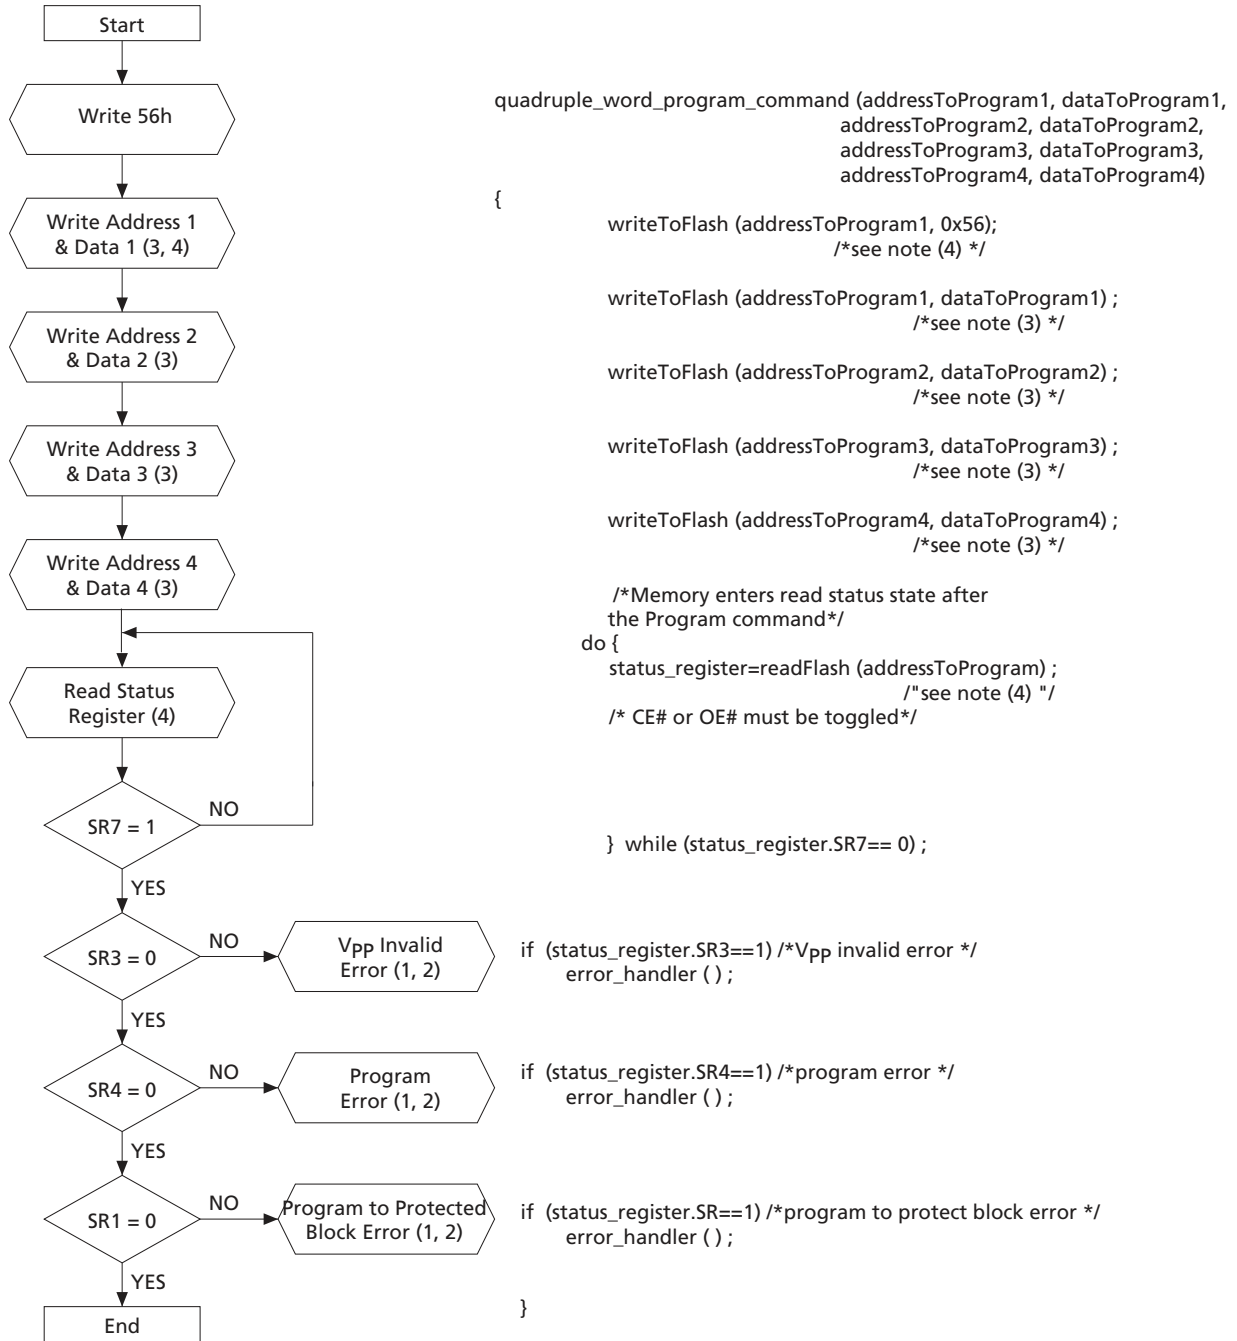 Start
Write 56h
Write Address 1
& Data 1 (3, 4)
Write Address 2
& Data 2 (3)
Write Address 3
& Data 3 (3)
Write Address 4
& Data 4 (3)
Read Status
Register (4)
SR7 = 1
NO
YES
SR3 = 0
NO
VPP Invalid
Error (1, 2)
YES
SR4 = 0
NO
Program
Error (1, 2)
YES
SR1 = 0
NO
Program to Protected
Block Error (1, 2)
YES
End
quadruple_word_program_command (addressToProgram1, dataToProgram1,
addressToProgram2, dataToProgram2,
addressToProgram3, dataToProgram3,
addressToProgram4, dataToProgram4)
{
writeToFlash (addressToProgram1, 0x56);
/*see note (4) */
writeToFlash (addressToProgram1, dataToProgram1) ;
/*see note (3) */
writeToFlash (addressToProgram2, dataToProgram2) ;
/*see note (3) */
writeToFlash (addressToProgram3, dataToProgram3) ;
/*see note (3) */
writeToFlash (addressToProgram4, dataToProgram4) ;
/*see note (3) */
/*Memory enters read status state after
the Program command*/
do {
status_register=readFlash (addressToProgram) ;
/"see note (4) "/
/* CE# or OE# must be toggled*/
} while (status_register.SR7== 0) ;
if (status_register.SR3==1) /*VPP invalid error */
error_handler ( ) ;
if (status_register.SR4==1) /*program error */
error_handler ( ) ;
if (status_register.SR==1) /*program to protect block error */
error_handler ( ) ;
}